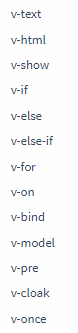 v-text
v-html
v-show
v-if
v-else
v-else-if
v-for
v-on
v-bind
v-model
v-pre
v-cloak
v-once